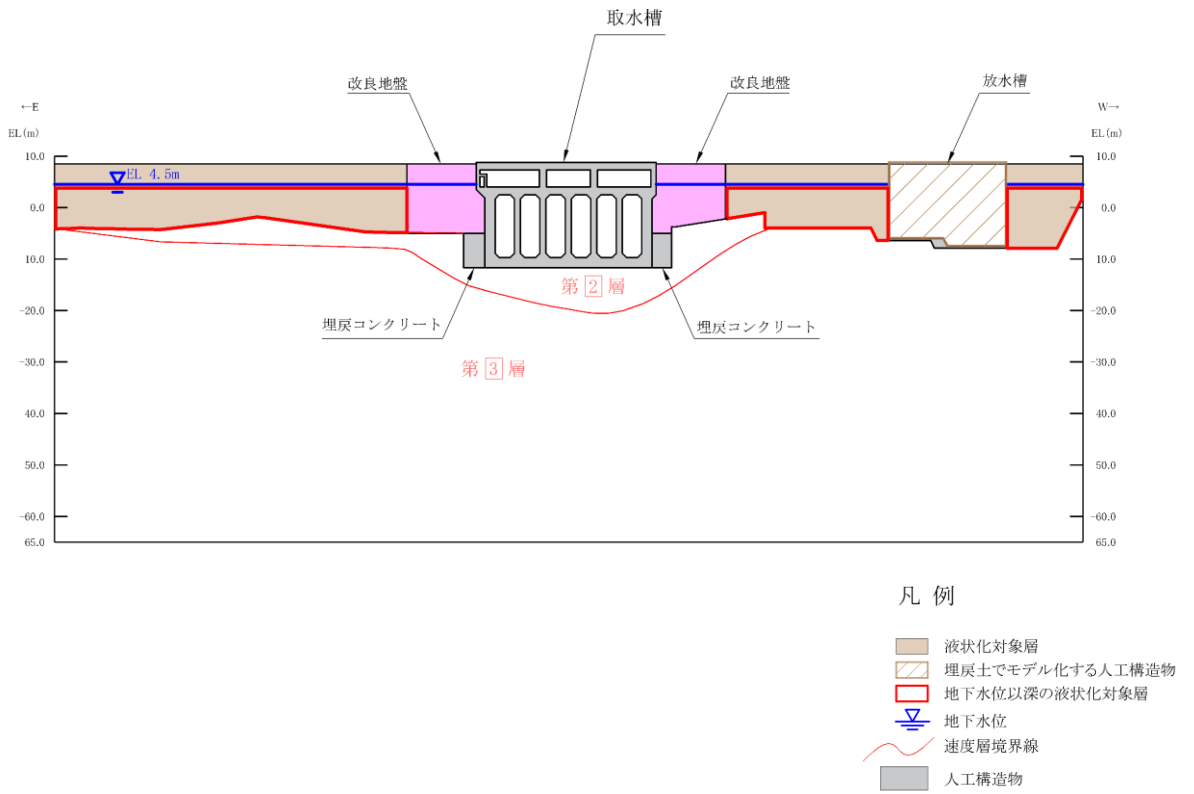 取水槽
改良地盤
改良地盤
放水槽
←E
W→
EL(m)
EL(m)
10.0
10.0
EL 4.5m
0.0
0.0
10.0
10.0
第2層
-20.0
-20.0
埋戻コンクリート
埋戻コンクリート
-30.0
-30.0
第3層
40.0
40.0
50.0
50.0
-60.0
-60.0
65.0
65.0
凡 例
液状化対象層
埋戻土でモデル化する人工構造物
地下水位以深の液状化対象層
地下水位
速度層境界線
人工構造物